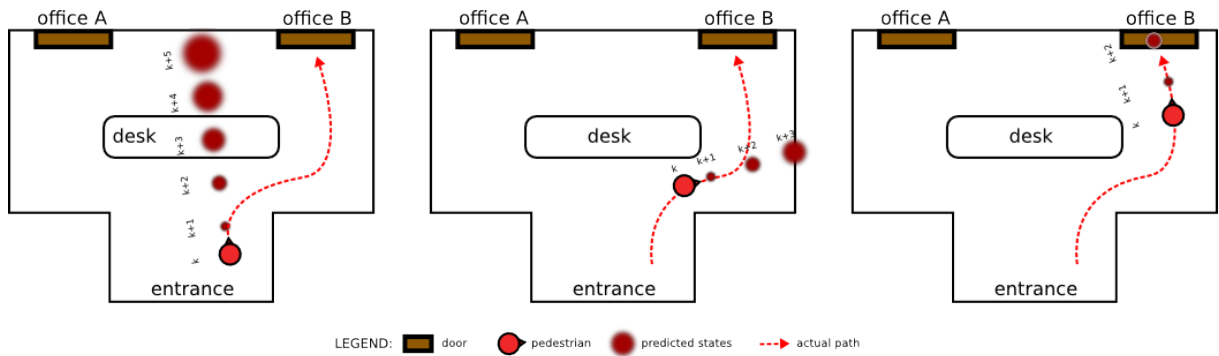 office A
office B
k+5
k+4
desk
k+3
k+2
k+1
k
entrance
office A
office B
desk
k+3
k+2
k+1
k
entrance
office A
office B
k+2
k+1
k
desk
entrance
LEGEND: door pedestrian predicted states actual path